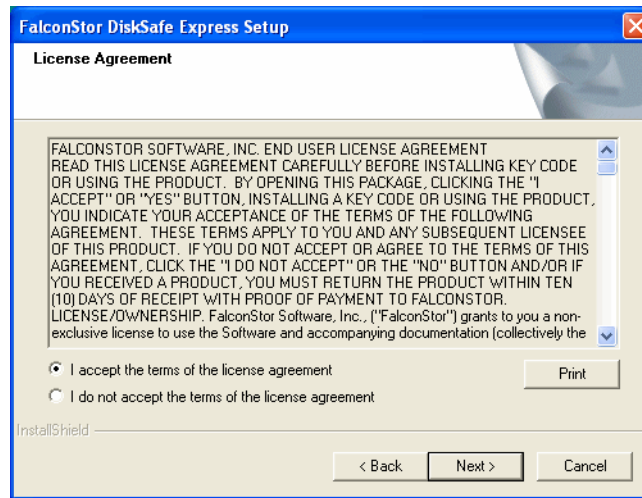 FalconStor DiskSafe Express Setup
License Agreement
FALCONSTOR SOFTWARE, INC. END USER LICENSE AGREEMENT
READ THIS LICENSE AGREEMENT CAREFULLY BEFORE INSTALLING KEY CODE
OR USING THE PRODUCT.  BY OPENING THIS PACKAGE, CLICKING THE "I
ACCEPT" OR "YES" BUTTON, INSTALLING A KEY CODE OR USING THE PRODUCT,
YOU INDICATE YOUR ACCEPTANCE OF THE TERMS OF THE FOLLOWING
AGREEMENT.  THESE TERMS APPLY TO YOU AND ANY SUBSEQUENT LICENSEE
OF THIS PRODUCT.  IF YOU DO NOT ACCEPT OR AGREE TO THE TERMS OF THIS
AGREEMENT, CLICK THE "I DO NOT ACCEPT" OR THE "NO" BUTTON AND/OR IF
YOU RECEIVED A PRODUCT, YOU MUST RETURN THE PRODUCT WITHIN TEN
(10) DAYS OF RECEIPT WITH PROOF OF PAYMENT TO FALCONSTOR.
LICENSE/OWNERSHIP. FalconStor Software, Inc., ("FalconStor") grants to you a non-
exclusive license to use the Software and accompanying documentation (collectively the
I accept the terms of the license agreement
Print
I do not accept the terms of the license agreement
InstallShield
< Back
Next >
Cancel